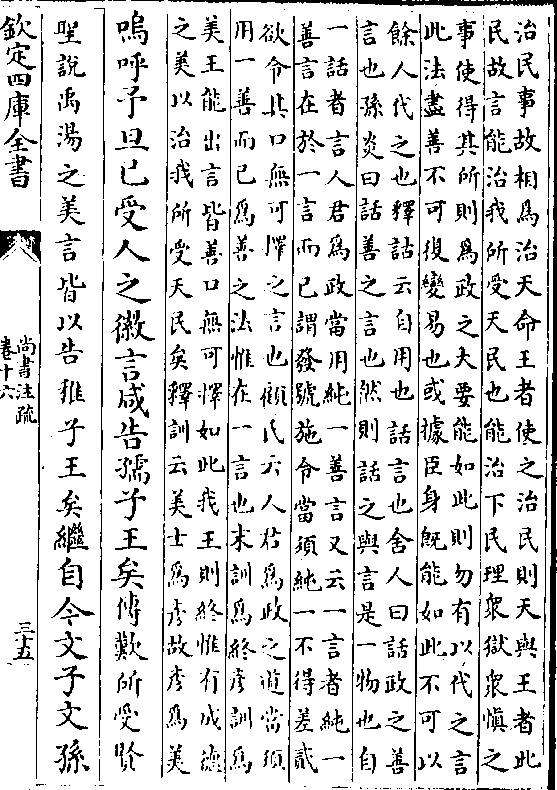 治民事故相爲治天命王者使之治民則天與王者此
民故言能治我所受天民也能治下民理衆獄衆慎之
事使得其所則爲政之大要能如此則勿有以代之言
此法盡善不可復變易也或據臣身既能如此不可以
餘人代之也釋詁云自用也話言也舍人曰話政之善
言也孫炎曰話善之言也然則話之與言是一物也自
一話者言人君爲政當用純一善言又云一言者純一
善言在於一言而已謂發號施令當須純一不得差貳
欲令其口無可擇之言也顧氏云人君爲政之道當須
用一善而已爲善之法惟在一言也末訓爲終彦訓爲
美王能出言皆善口無可擇如此我王則終惟有成德
之美以治我所受天民矣釋訓云美士爲彦故彦爲美
嗚呼予旦已受人之徽言咸告孺子王矣傳歎所受賢
聖說禹湯之美言皆以告稚子王矣繼自今文子文孫
欽定四庫全書
尚書注疏
卷十六
三十五